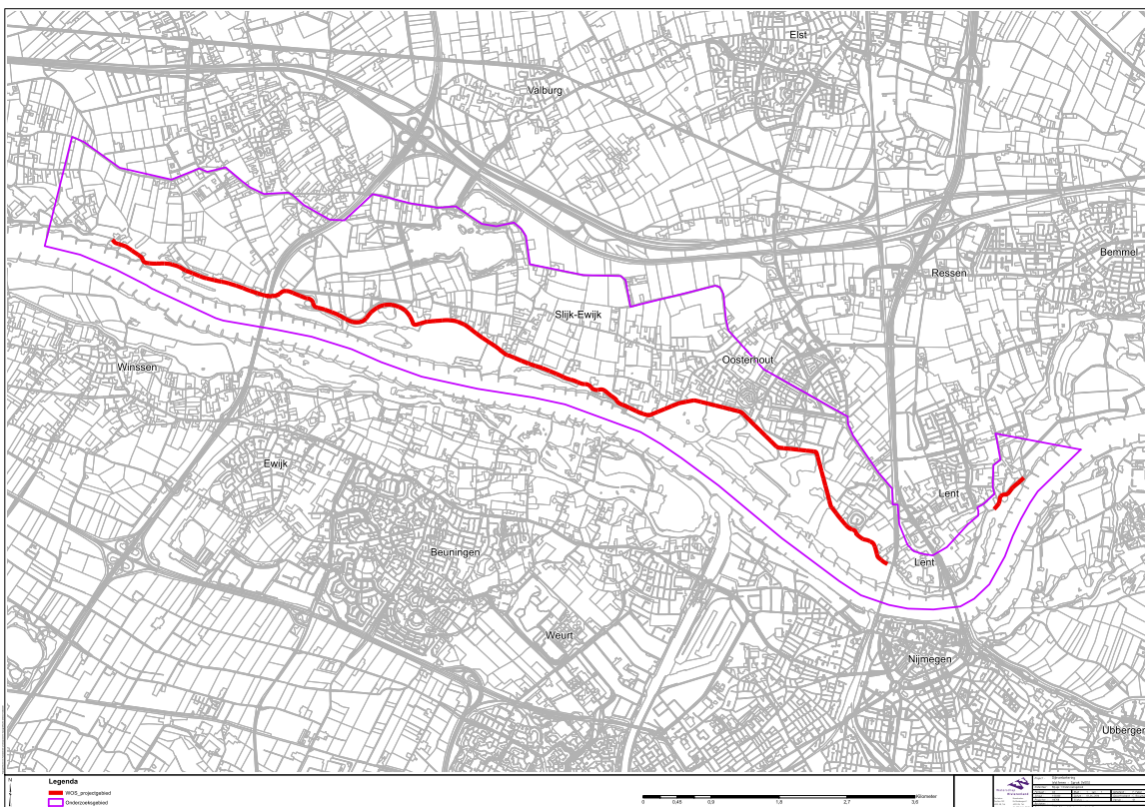 Elst
Valburg
Bemmel
Ressen
Slijk-Ewijk
Oosterhout
Winssen
Ewijk
Lent
Beuningen
Lent
Weurt
Nijmegen
Ubbergen
N
Legenda
WOS_projectgebied
Onderzoeksgebied
0 0,45 0,9 1,8 2,7 3,6
Kilometer